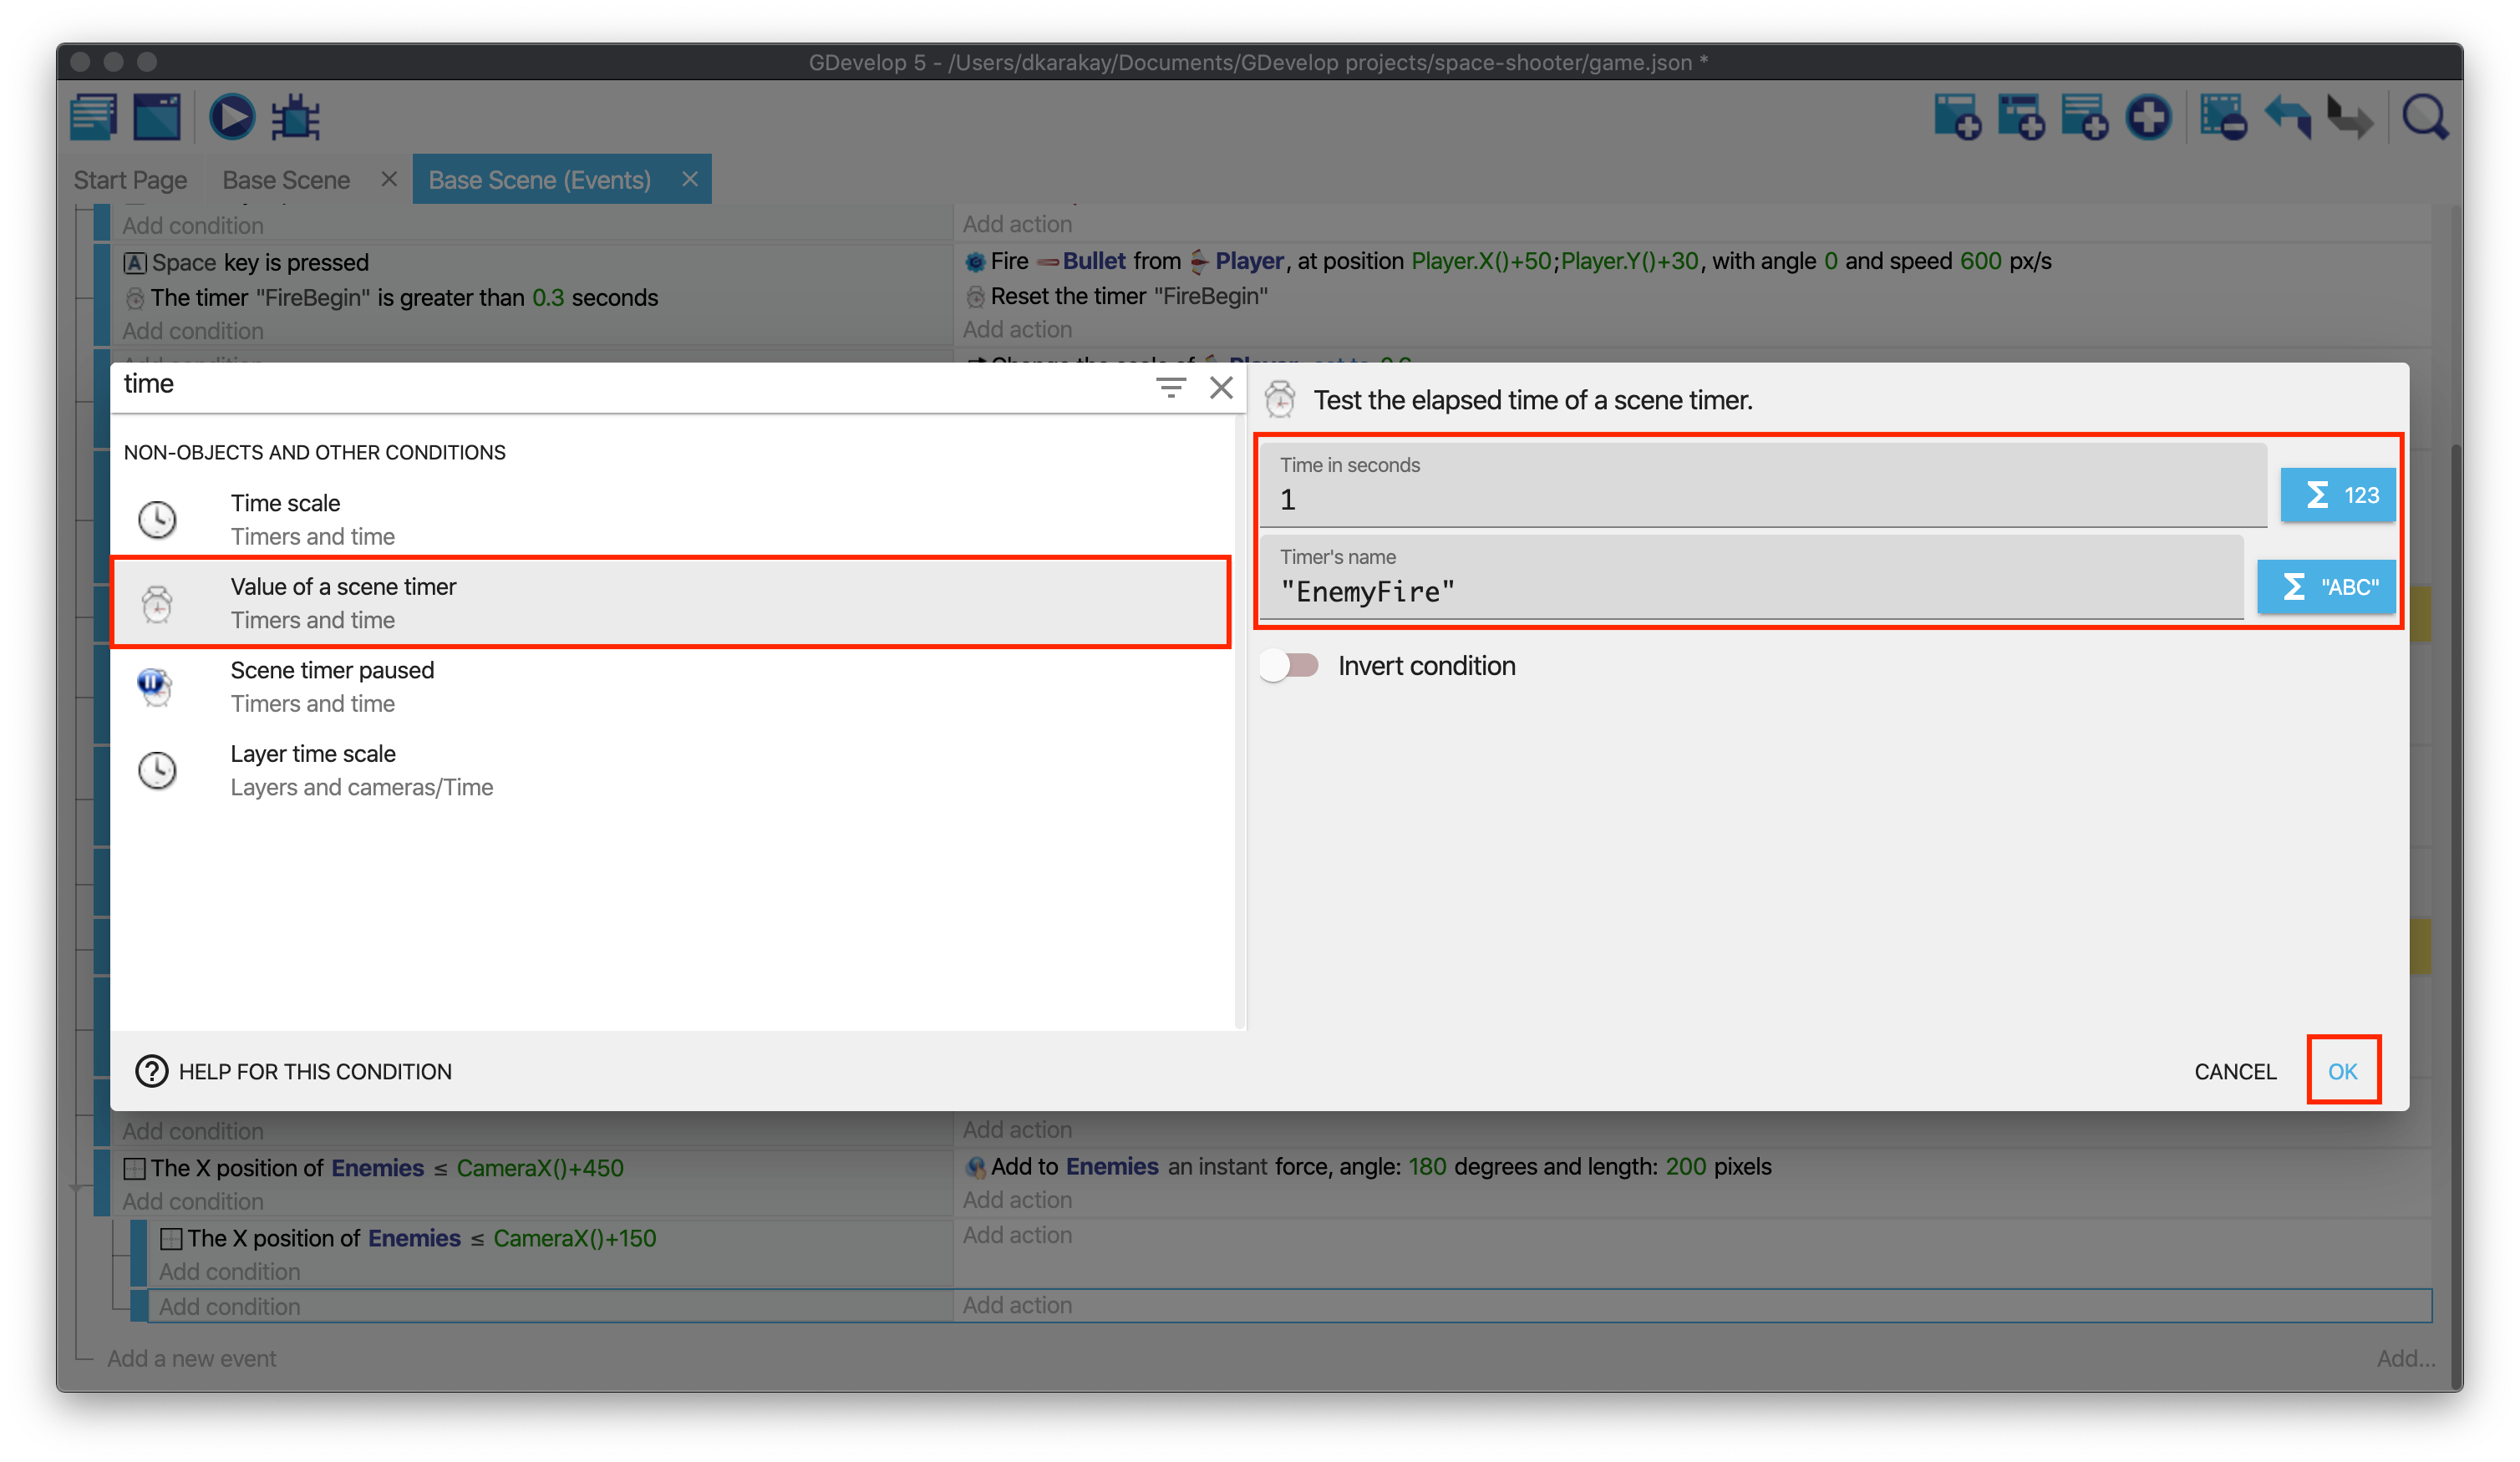 GDevelop 5 - /Users/dkarakay/Documents/GDevelop projects/space-shooter/game.json *
Start Page
Base Scene
Base Scene (Events)
Add condition
Add action
Space key is pressed
The timer "FireBegin" is greater than 0.3 seconds
Add condition
Fire Bullet from Player, at position Player.X()+50;Player.Y()+30, with angle 0 and speed 600 px/s
Reset the timer "FireBegin"
Add action
time
NON-OBJECTS AND OTHER CONDITIONS
Time scale
Timers and time
Value of a scene timer
Timers and time
Scene timer paused
Timers and time
Layer time scale
Layers and cameras/Time
Test the elapsed time of a scene timer.
Time in seconds
1
Σ 123
Timer's name
"EnemyFire"
Σ "ABC"
Invert condition
HELP FOR THIS CONDITION
CANCEL
OK
Add condition
Add action
The X position of Enemies ≤ CameraX()+450
Add condition
Add to Enemies an instant force, angle: 180 degrees and length: 200 pixels
Add action
The X position of Enemies ≤ CameraX()+150
Add condition
Add action
Add condition
Add action
Add a new event
Add...